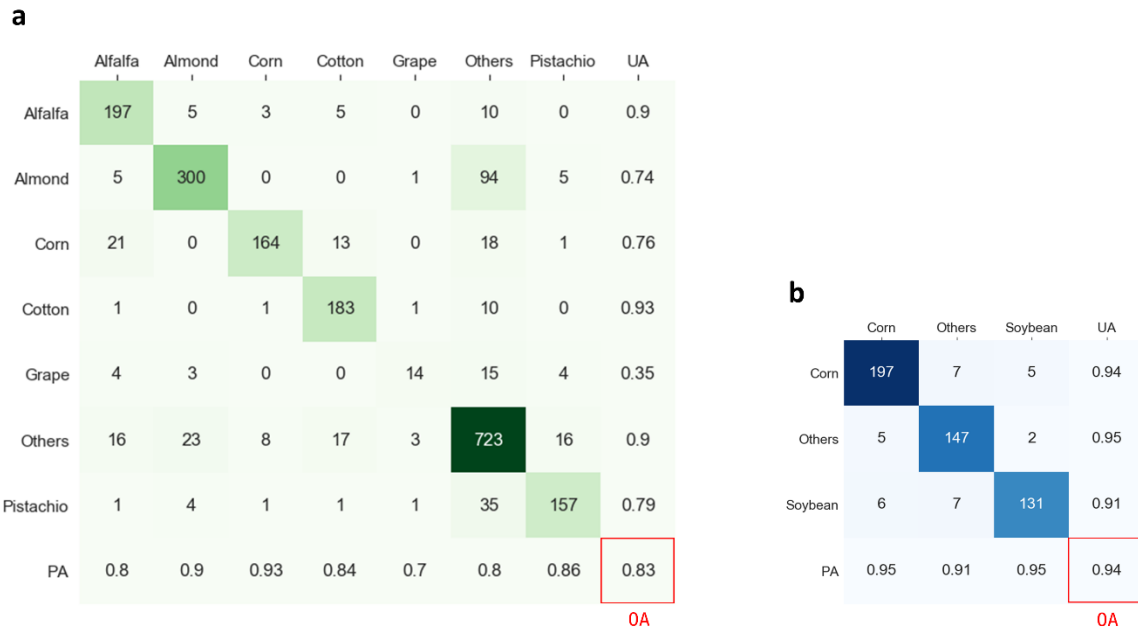 a
Alfalfa Almond Corn Cotton Grape Others Pistachio UA
Alfalfa 197 5 3 5 0 10 0 0.9
Almond 5 300 0 0 1 94 5 0.74
Corn 21 0 164 13 0 18 1 0.76
Cotton 1 0 1 183 1 10 0 0.93
Grape 4 3 0 0 14 15 4 0.35
Others 16 23 8 17 3 723 16 0.9
Pistachio 1 4 1 1 1 35 157 0.79
PA 0.8 0.9 0.93 0.84 0.7 0.8 0.86 0.83
OA
b
Corn Others Soybean UA
Corn 197 7 5 0.94
Others 5 147 2 0.95
Soybean 6 7 131 0.91
PA 0.95 0.91 0.95 0.94
OA